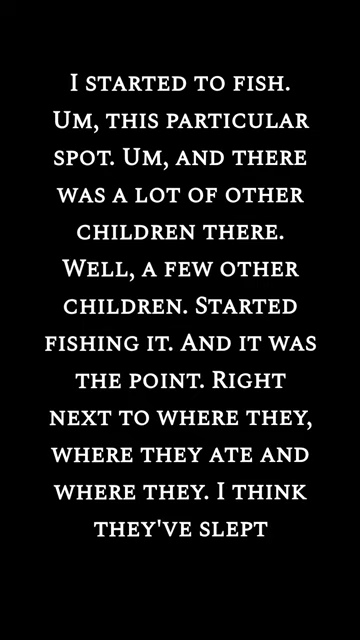 I started to fish.
Um, this particular
spot. Um, and there
was a lot of other
children there.
Well, a few other
children. Started
fishing it. And it was
the point. Right
next to where they,
where they ate and
where they. I think
they've slept